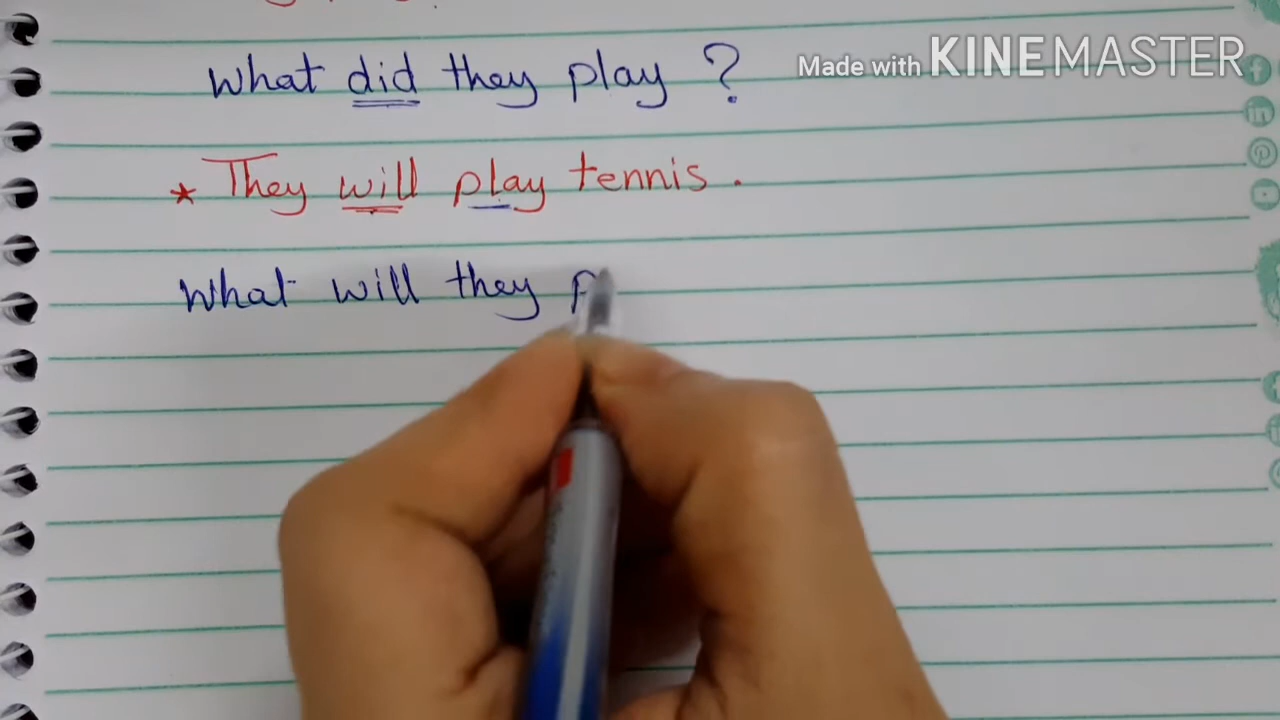 What did they play ?
Made with KINEMASTER
* They will play tennis .
What will they p